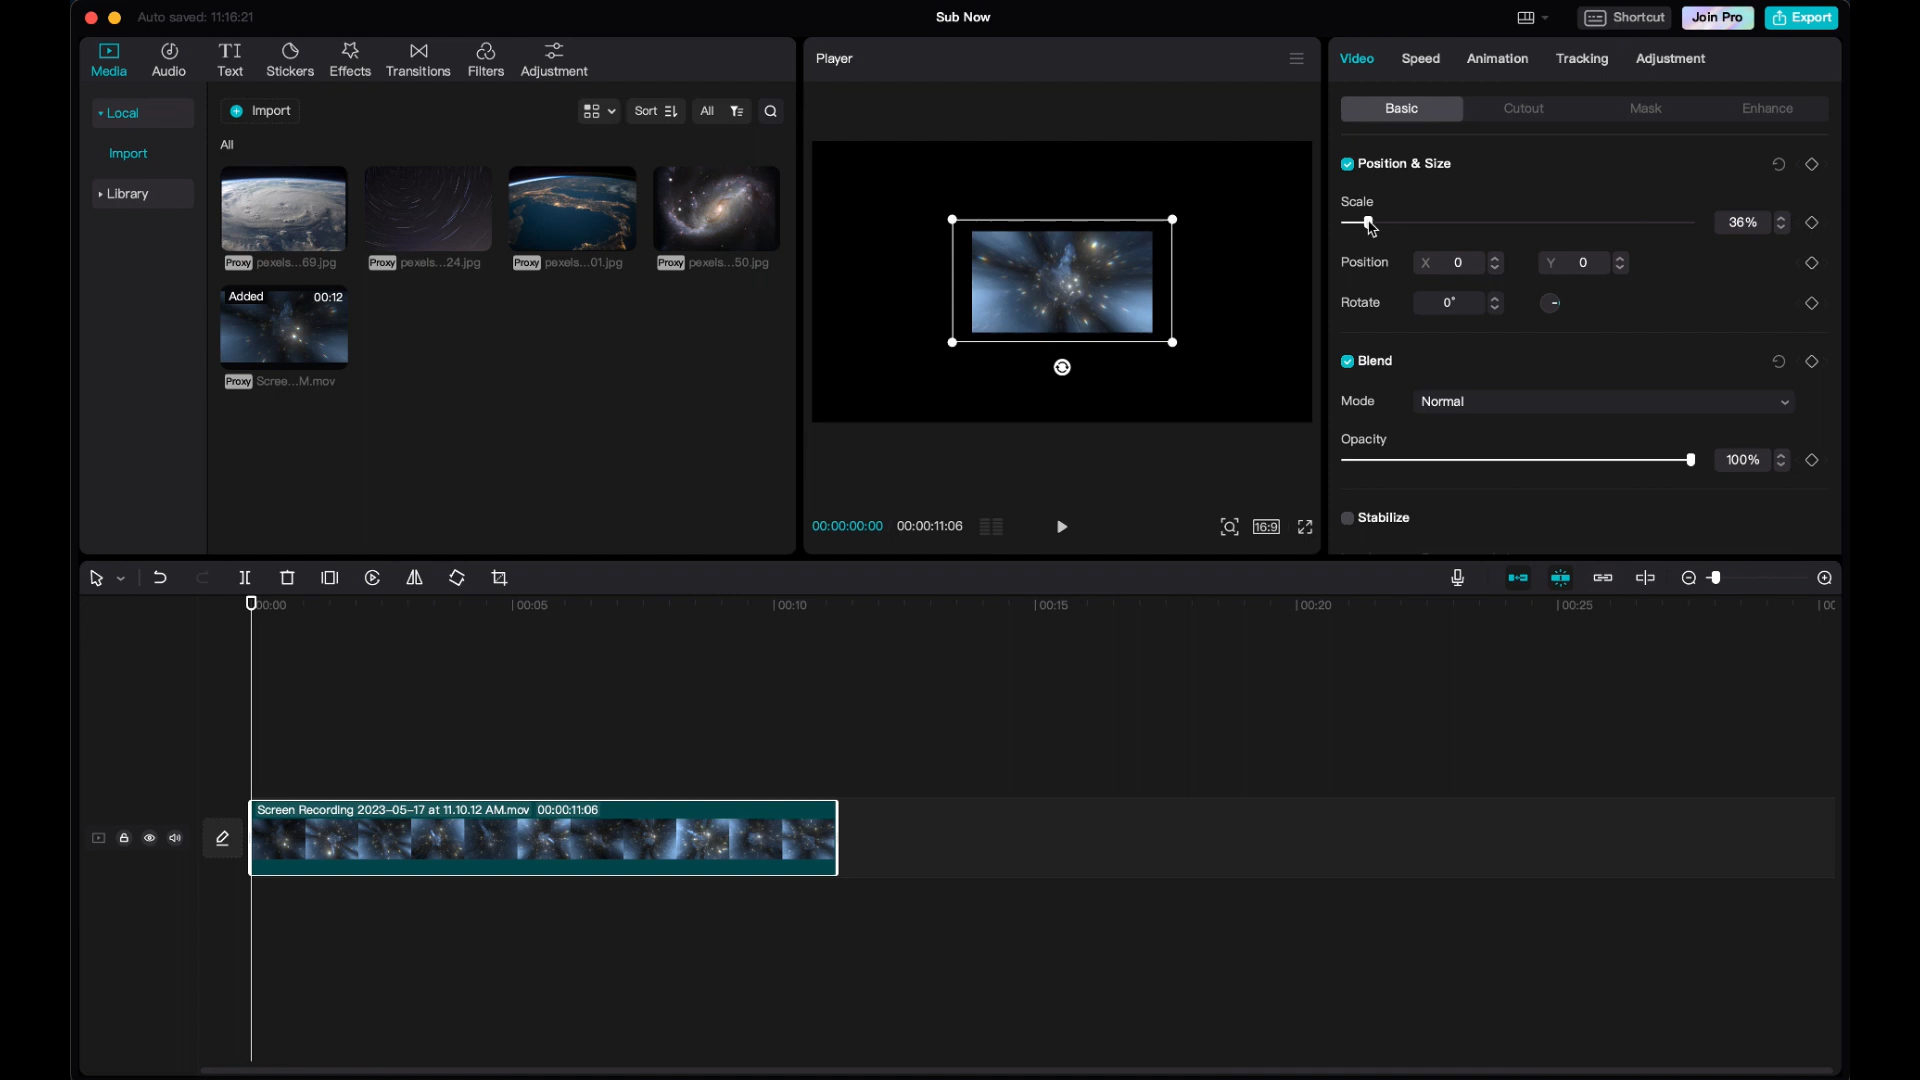 Auto saved: 11:16:21
Sub Now
Shortcut
Join Pro
Export
Media
Audio
TI
Text
Stickers
Effects
Transitions
Filters
Adjustment
Player
Video
Speed
Animation
Tracking
Adjustment
Local
Import
Library
Import
Sort
All
All
Proxy pexels...69.jpg
Proxy pexels...24.jpg
Proxy pexels...01.jpg
Proxy pexels...50.jpg
Added 00:12
Proxy Scree...M.mov
00:00:00:00 00:00:11:06
16:9
Basic
Cutout
Mask
Enhance
Position & Size
Scale
36%
Position X 0 Y 0
Rotate 0°
Blend
Mode Normal
Opacity
100%
Stabilize
00:00 00:05 00:10 00:15 00:20 00:25
Screen Recording 2023-05-17 at 11.10.12 AM.mov 00:00:11:06